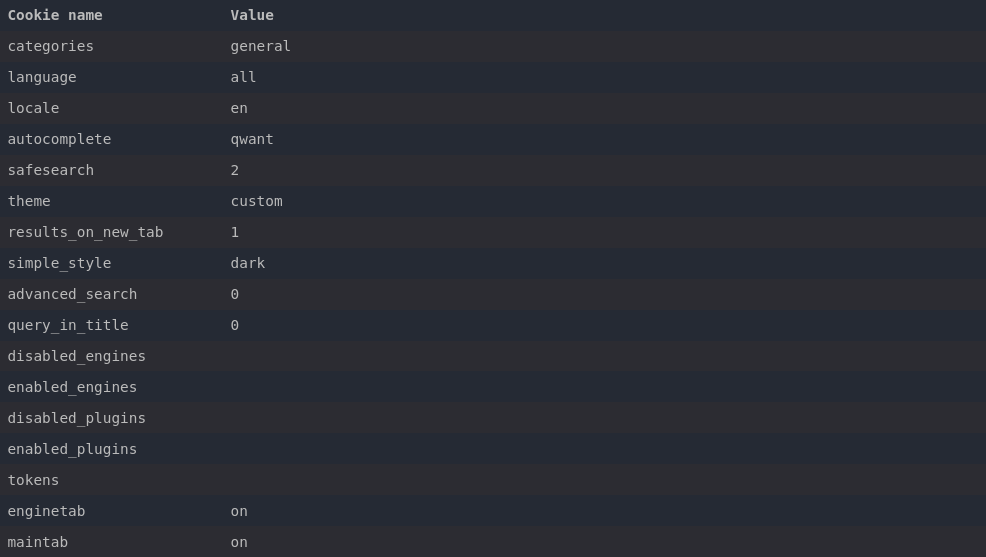 Cookie name Value
categories general
language all
locale en
autocomplete qwant
safesearch 2
theme custom
results_on_new_tab 1
simple_style dark
advanced_search 0
query_in_title 0
disabled_engines
enabled_engines
disabled_plugins
enabled_plugins
tokens
enginetab on
maintab on